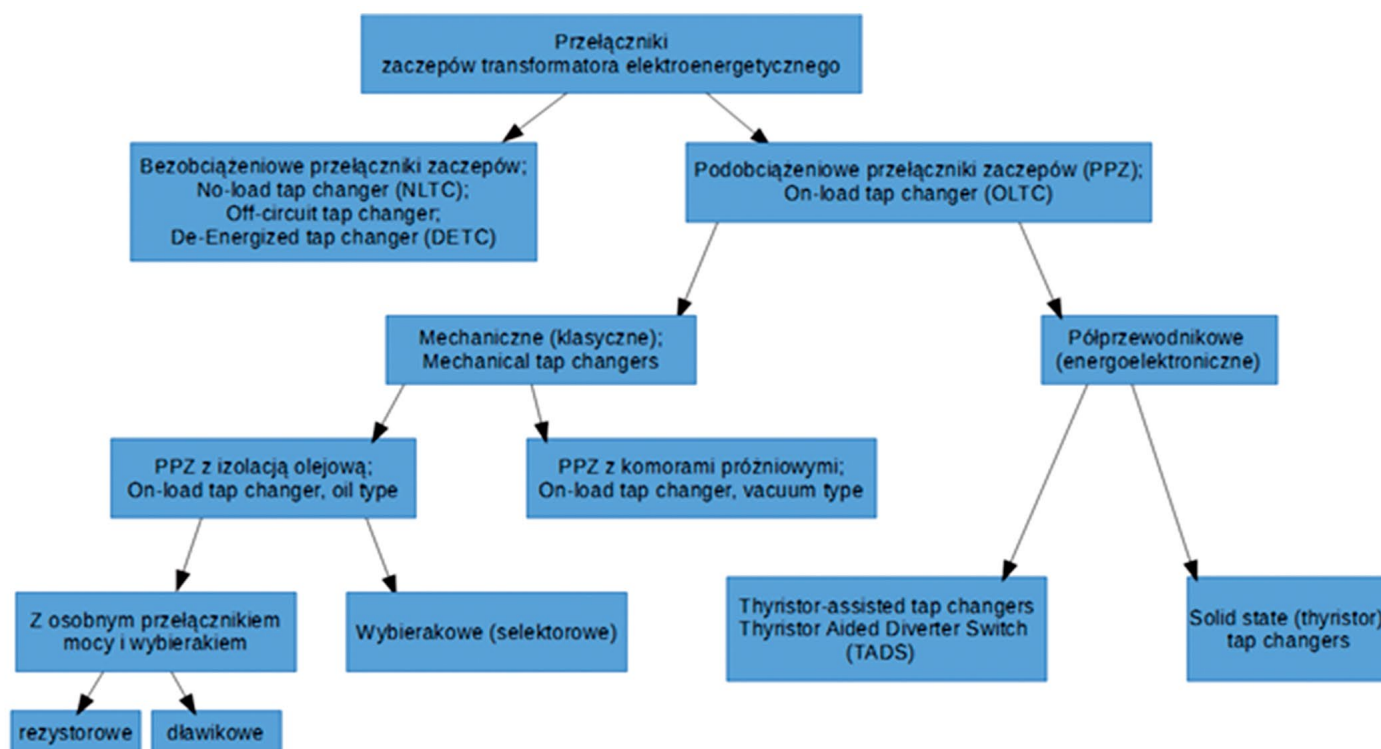 Przełączniki
zaczepów transformatora elektroenergetycznego
Bezobciążeniowe przełączniki zaczepów;
No-load tap changer (NLTC);
Off-circuit tap changer;
De-Energized tap changer (DETC)
Podobciążeniowe przełączniki zaczepów (PPZ);
On-load tap changer (OLTC)
Mechaniczne (klasyczne);
Mechanical tap changers
Półprzewodnikowe
(energoelektroniczne)
PPZ z izolacją olejową;
On-load tap changer, oil type
PPZ z komorami próżniowymi;
On-load tap changer, vacuum type
Z osobnym przełącznikiem
mocy i wybierakiem
Wybierakowe (selektorowe)
Thyristor-assisted tap changers
Thyristor Aided Diverter Switch
(TADS)
Solid state (thyristor)
tap changers
rezystorowe
dławikowe